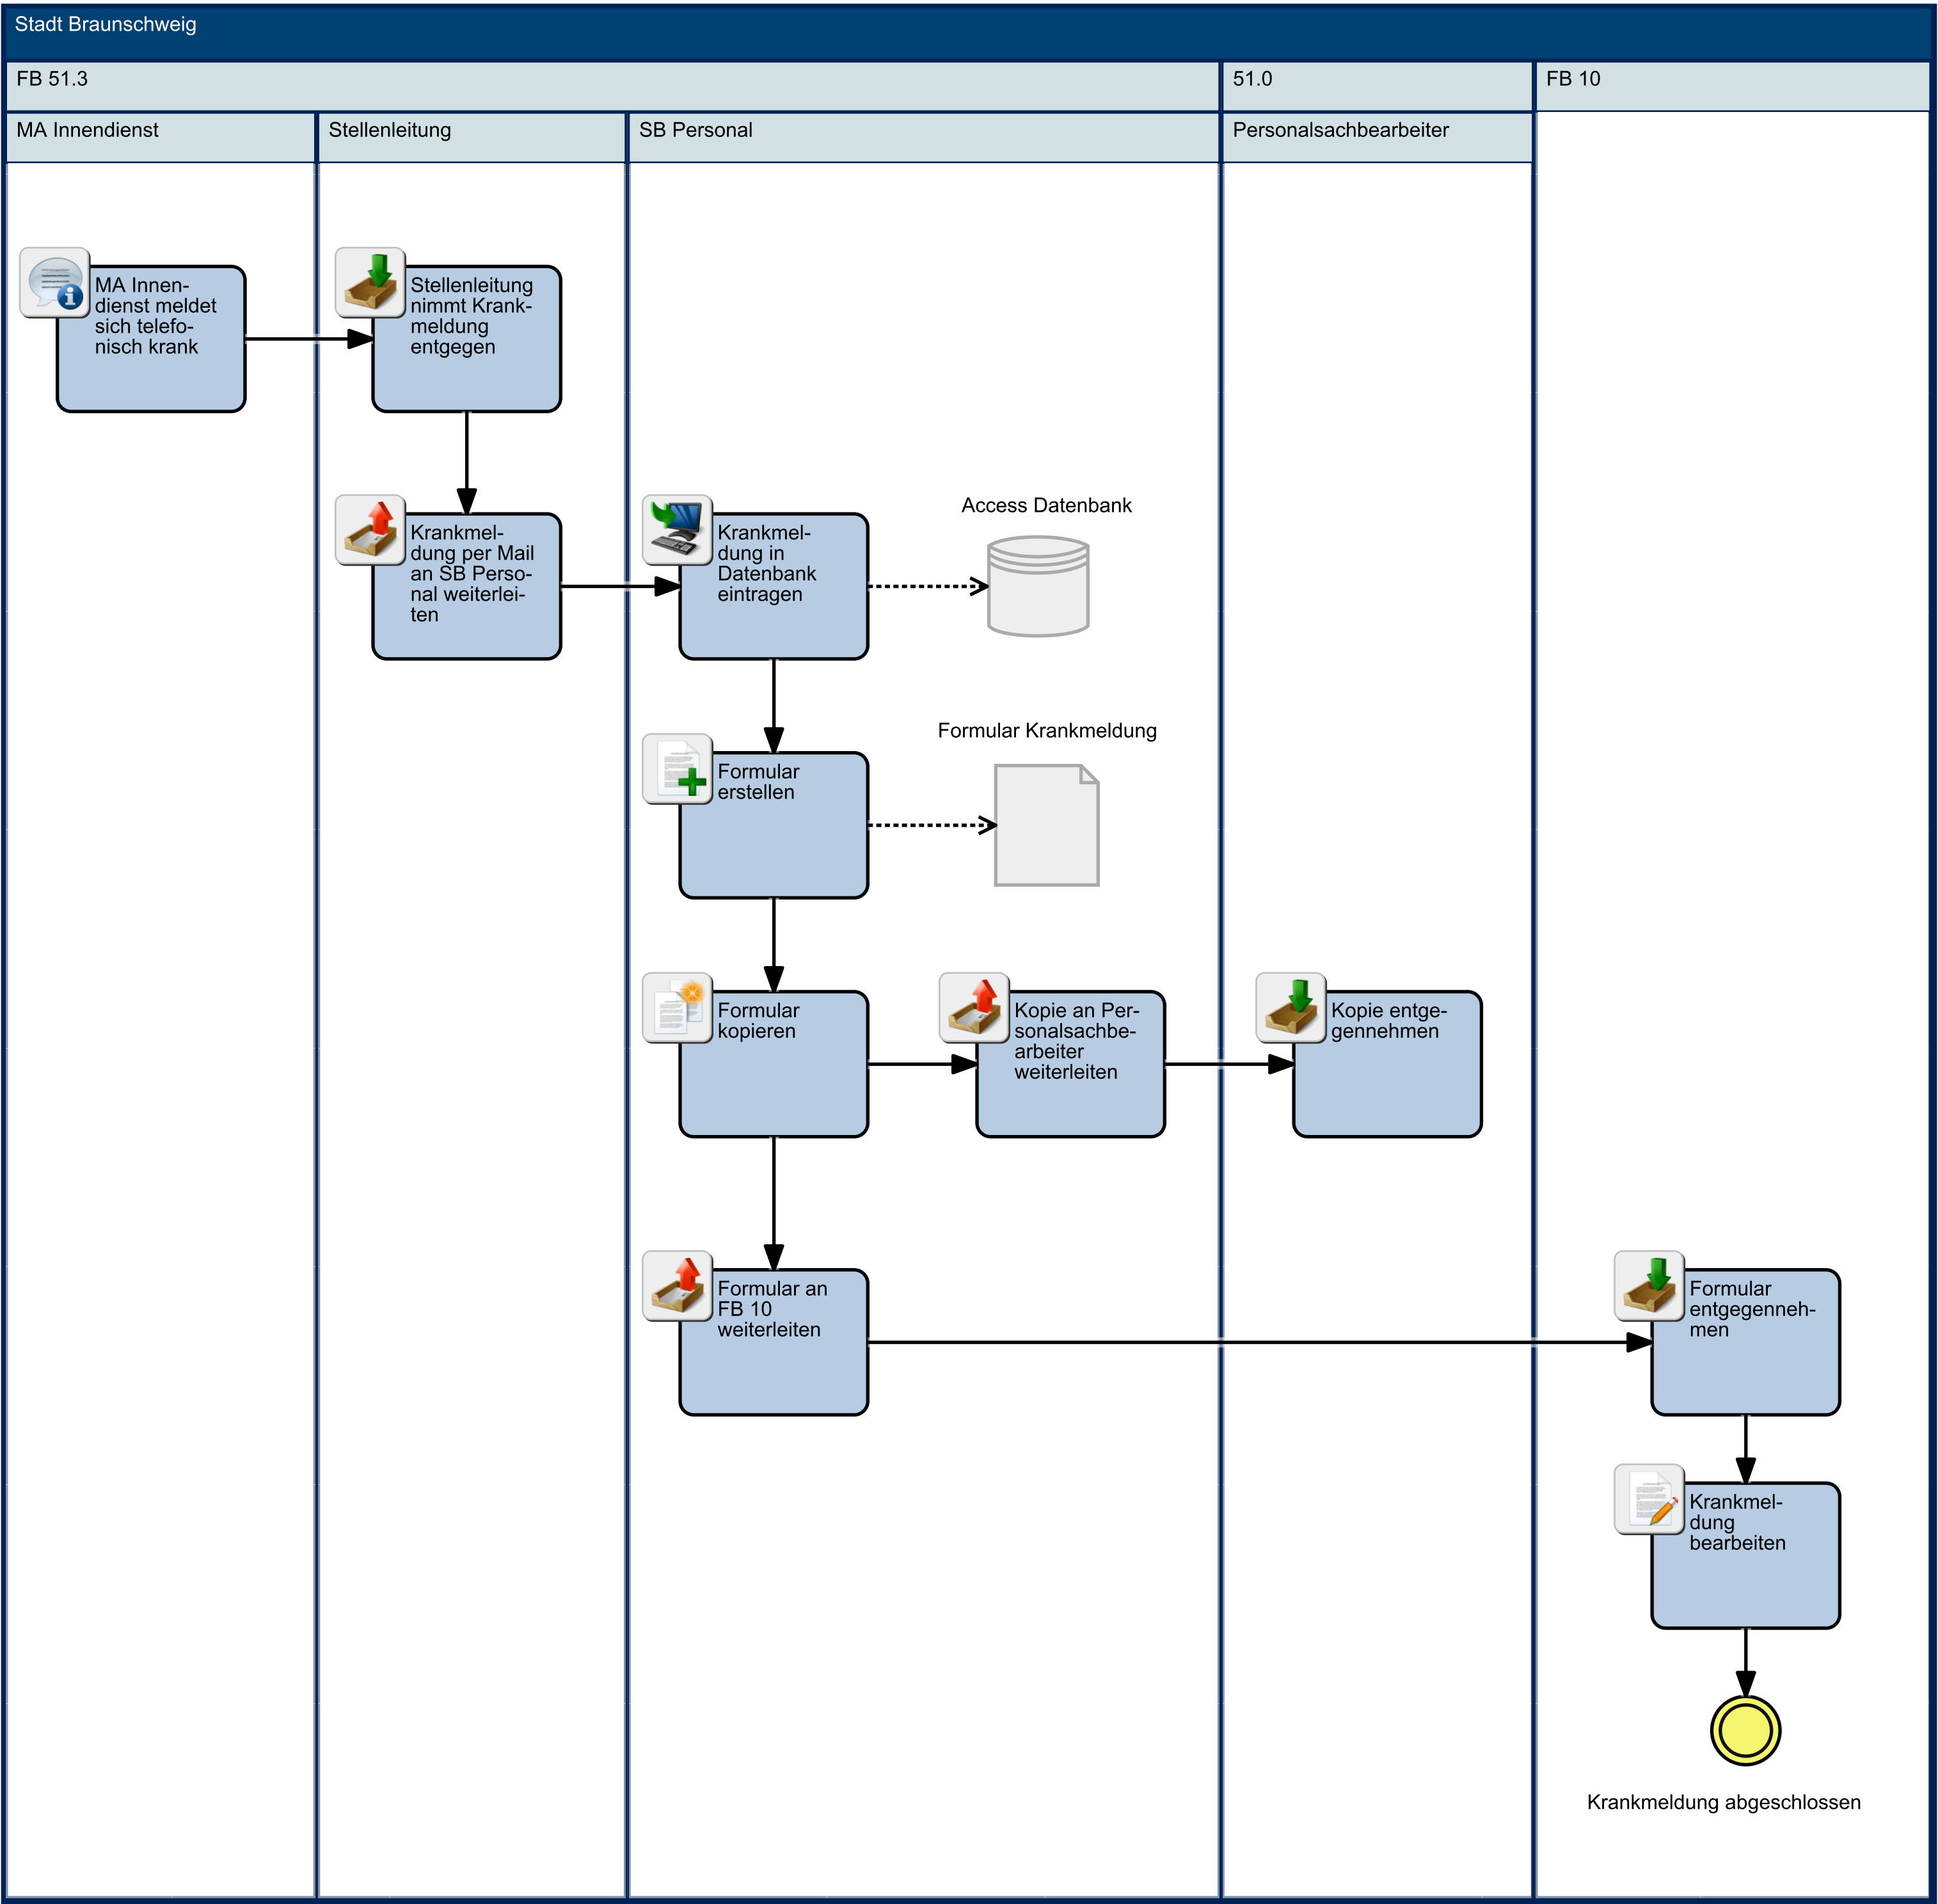 Stadt Braunschweig
FB 51.3
51.0
FB 10
MA Innendienst
Stellenleitung
SB Personal
Personalsachbearbeiter
MA Innen-
dienst meldet
sich telefo-
nisch krank
Stellenleitung
nimmt Krank-
meldung
entgegen
Krankmel-
dung per Mail
an SB Perso-
nal weiterlei-
ten
Krankmel-
dung in
Datenbank
eintragen
Access Datenbank
Formular
erstellen
Formular Krankmeldung
Formular
kopieren
Kopie an Per-
sonalsachbe-
arbeiter
weiterleiten
Kopie entge-
gennehmen
Formular an
FB 10
weiterleiten
Formular
entgegenneh-
men
Krankmel-
dung
bearbeiten
Krankmeldung abgeschlossen